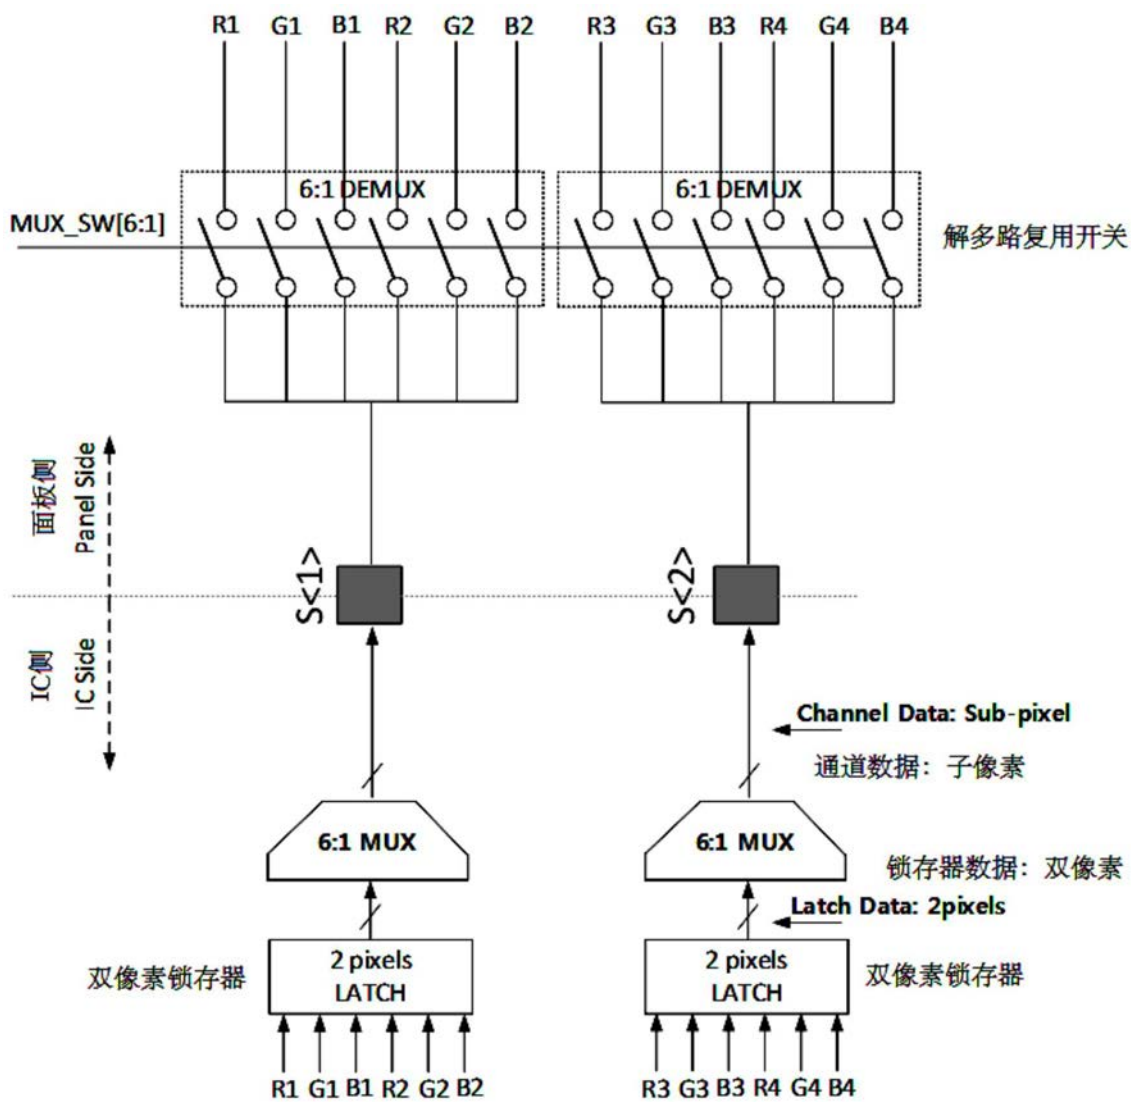 R1 G1 B1 R2 G2 B2 R3 G3 B3 R4 G4 B4
6:1 DEMUX 6:1 DEMUX
MUX_SW[6:1]
解多路复用开关
面板侧
Panel Side
S<1> S<2>
IC侧
IC Side
Channel Data: Sub-pixel
通道数据：子像素
6:1 MUX 6:1 MUX
锁存器数据：双像素
Latch Data: 2pixels
双像素锁存器
2 pixels
LATCH
2 pixels
LATCH
双像素锁存器
R1 G1 B1 R2 G2 B2 R3 G3 B3 R4 G4 B4